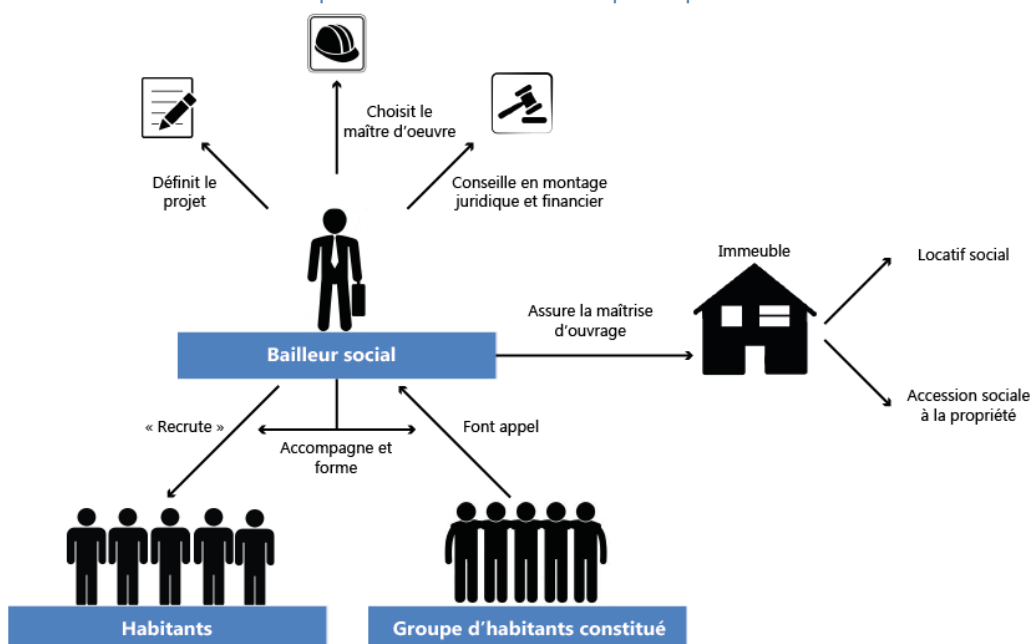 Choisit le
maître d'oeuvre
Définit le
projet
Conseille en montage
juridique et financier
Immeuble
Locatif social
Assure la maîtrise
d'ouvrage
Bailleur social
Accession sociale
à la propriété
« Recrute »
Accompagne et
forme
Font appel
Habitants
Groupe d'habitants constitué